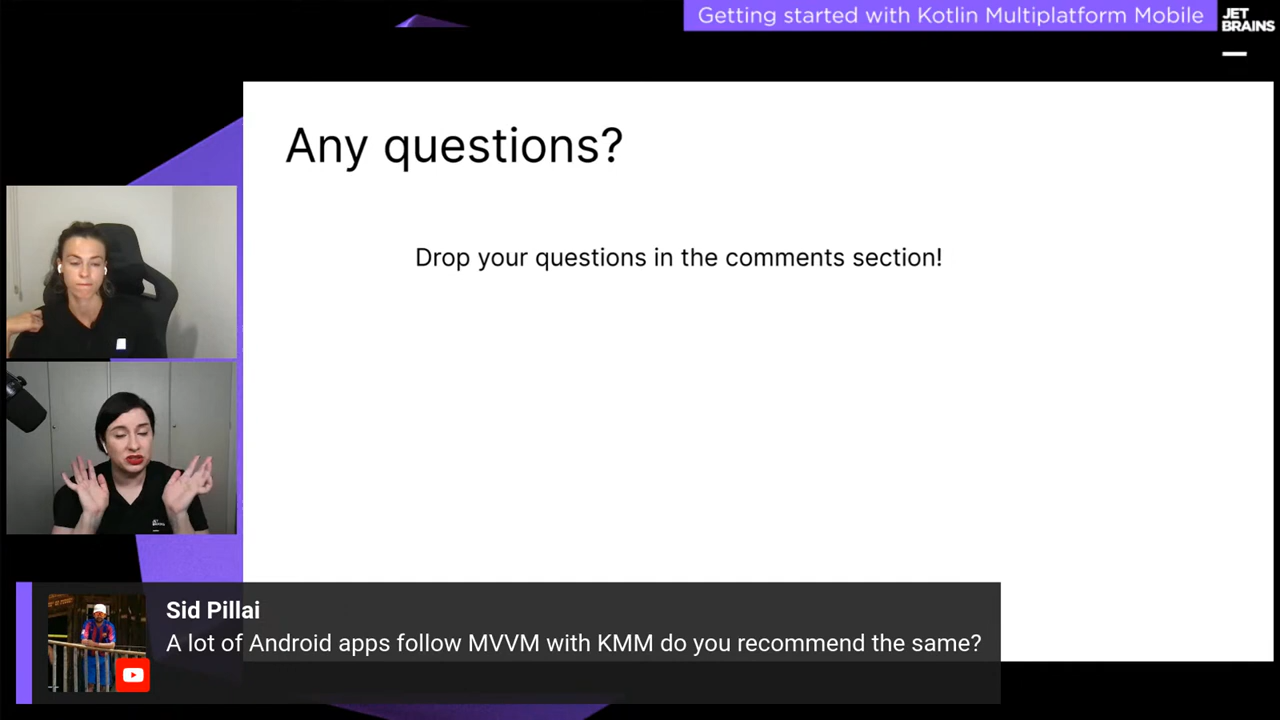 Getting started with Kotlin Multiplatform Mobile
JET
BRAINS
Any questions?
Drop your questions in the comments section!
Sid Pillai
A lot of Android apps follow MVVM with KMM do you recommend the same?